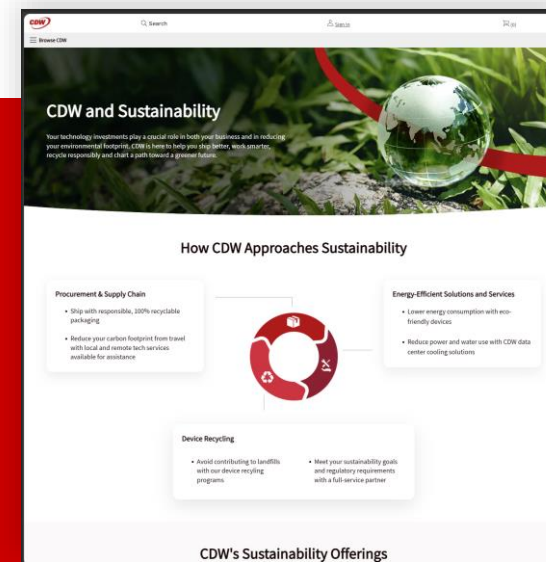 CDW
Search
Sign In
(0)
Browse CDW
CDW and Sustainability
Your technology investments play a crucial role in both your business and in reducing
your environmental footprint, CDW is here to help you ship better, work smarter,
recycle responsibly and chart a path toward a greener future.
How CDW Approaches Sustainability
Procurement & Supply Chain
• Ship with responsible, 100% recyclable
packaging
• Reduce your carbon footprint from travel
with local and remote tech services
available for assistance
Energy-Efficient Solutions and Services
• Lower energy consumption with eco-
friendly devices
• Reduce power and water use with CDW data
center cooling solutions
Device Recycling
• Avoid contributing to landfills
with our device recyling
programs
• Meet your sustainability goals
and regulatory requirements
with a full-service partner
CDW's Sustainability Offerings